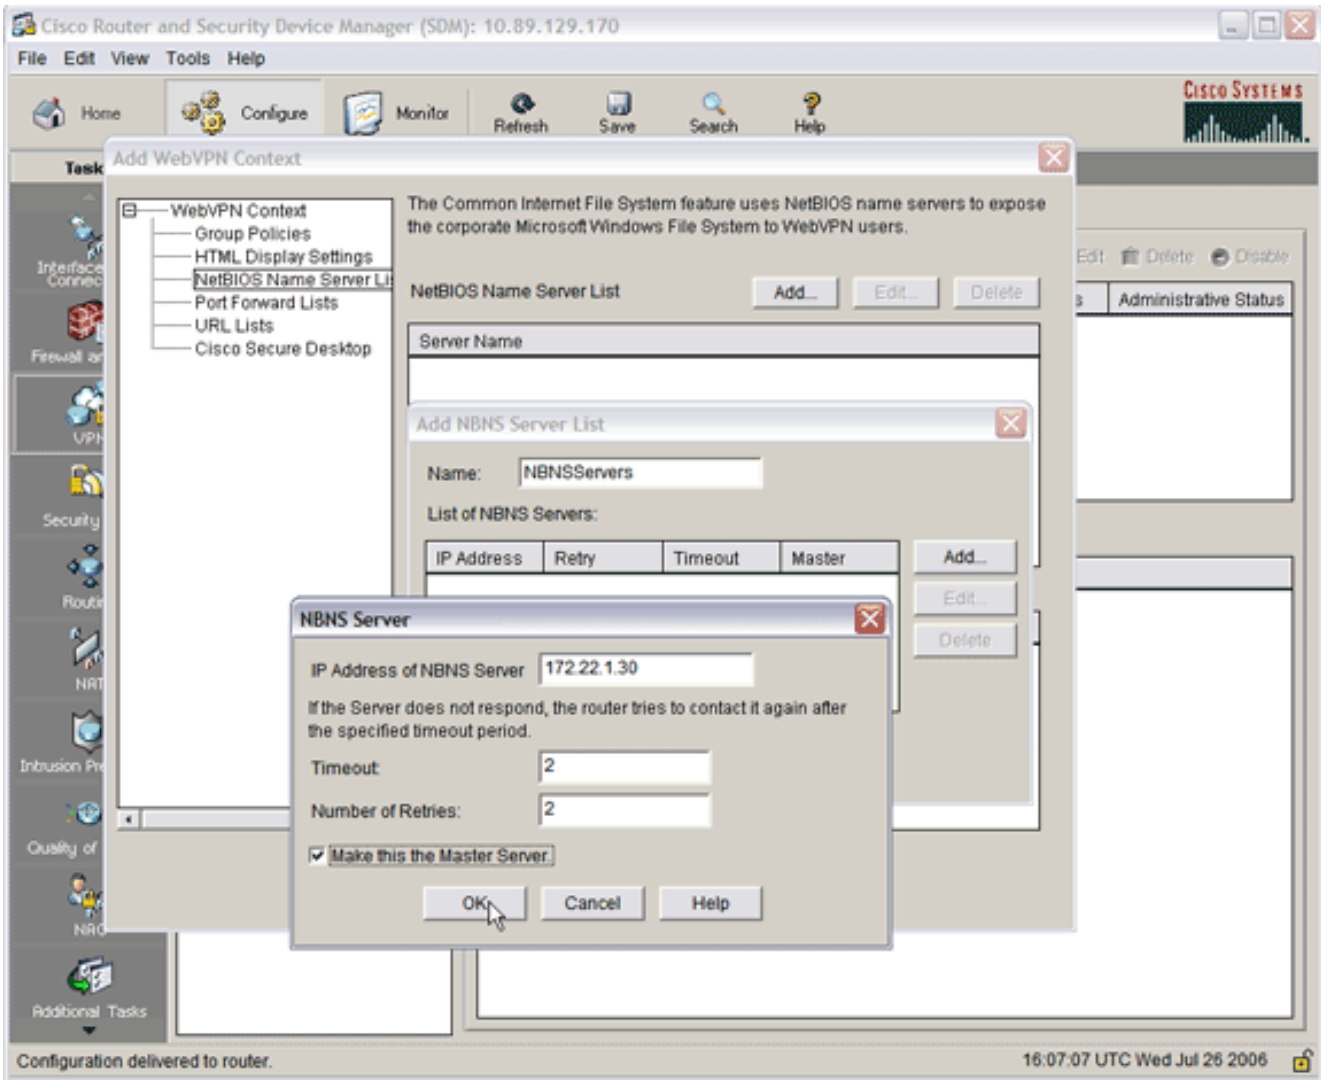 Cisco Router and Security Device Manager (SDM): 10.89.129.170
File Edit View Tools Help
Home Configure Monitor Refresh Save Search Help
CISCO SYSTEMS
Add WebVPN Context
WebVPN Context
Group Policies
HTML Display Settings
NetBIOS Name Server
Port Forward Lists
URL Lists
Cisco Secure Desktop
The Common Internet File System feature uses NetBIOS name servers to expose
the corporate Microsoft Windows File System to WebVPN users.
NetBIOS Name Server List Add... Edit... Delete
Server Name
Edit Delete Disable
Administrative Status
Add NBNS Server List
Name: NBNSServers
List of NBNS Servers:
IP Address Retry Timeout Master
Add...
Edit...
Delete
NBNS Server
IP Address of NBNS Server 172.22.1.30
If the Server does not respond, the router tries to contact it again after
the specified timeout period.
Timeout: 2
Number of Retries: 2
Make this the Master Server.
OK Cancel Help
VPN
Security
NAT
Intrusion
Quality of
NAC
Additional Tasks
Configuration delivered to router.
16:07:07 UTC Wed Jul 26 2006